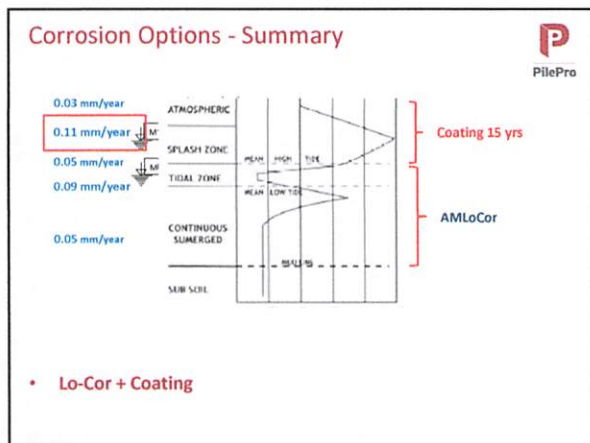 Corrosion Options - Summary
PilePro
0.03 mm/year
0.11 mm/year
0.05 mm/year
0.09 mm/year
0.05 mm/year
ATMOSPHERIC
SPLASH ZONE
MEAN HIGH TIDE
TIDAL ZONE
MEAN LOW TIDE
CONTINUOUS
SUMERGED
SUB SOIL
Coating 15 yrs
AMLoCor
• Lo-Cor + Coating